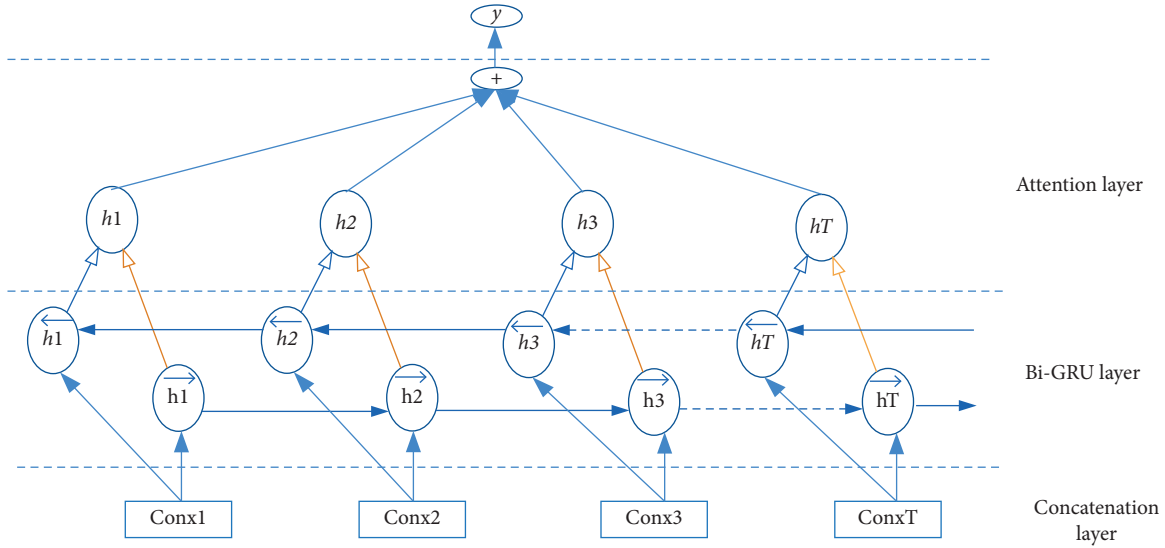 y
+
Attention layer
h1
h2
h3
hT
h1
h2
h3
hT
Bi-GRU layer
h1
h2
h3
hT
Conx1
Conx2
Conx3
ConxT
Concatenation
layer